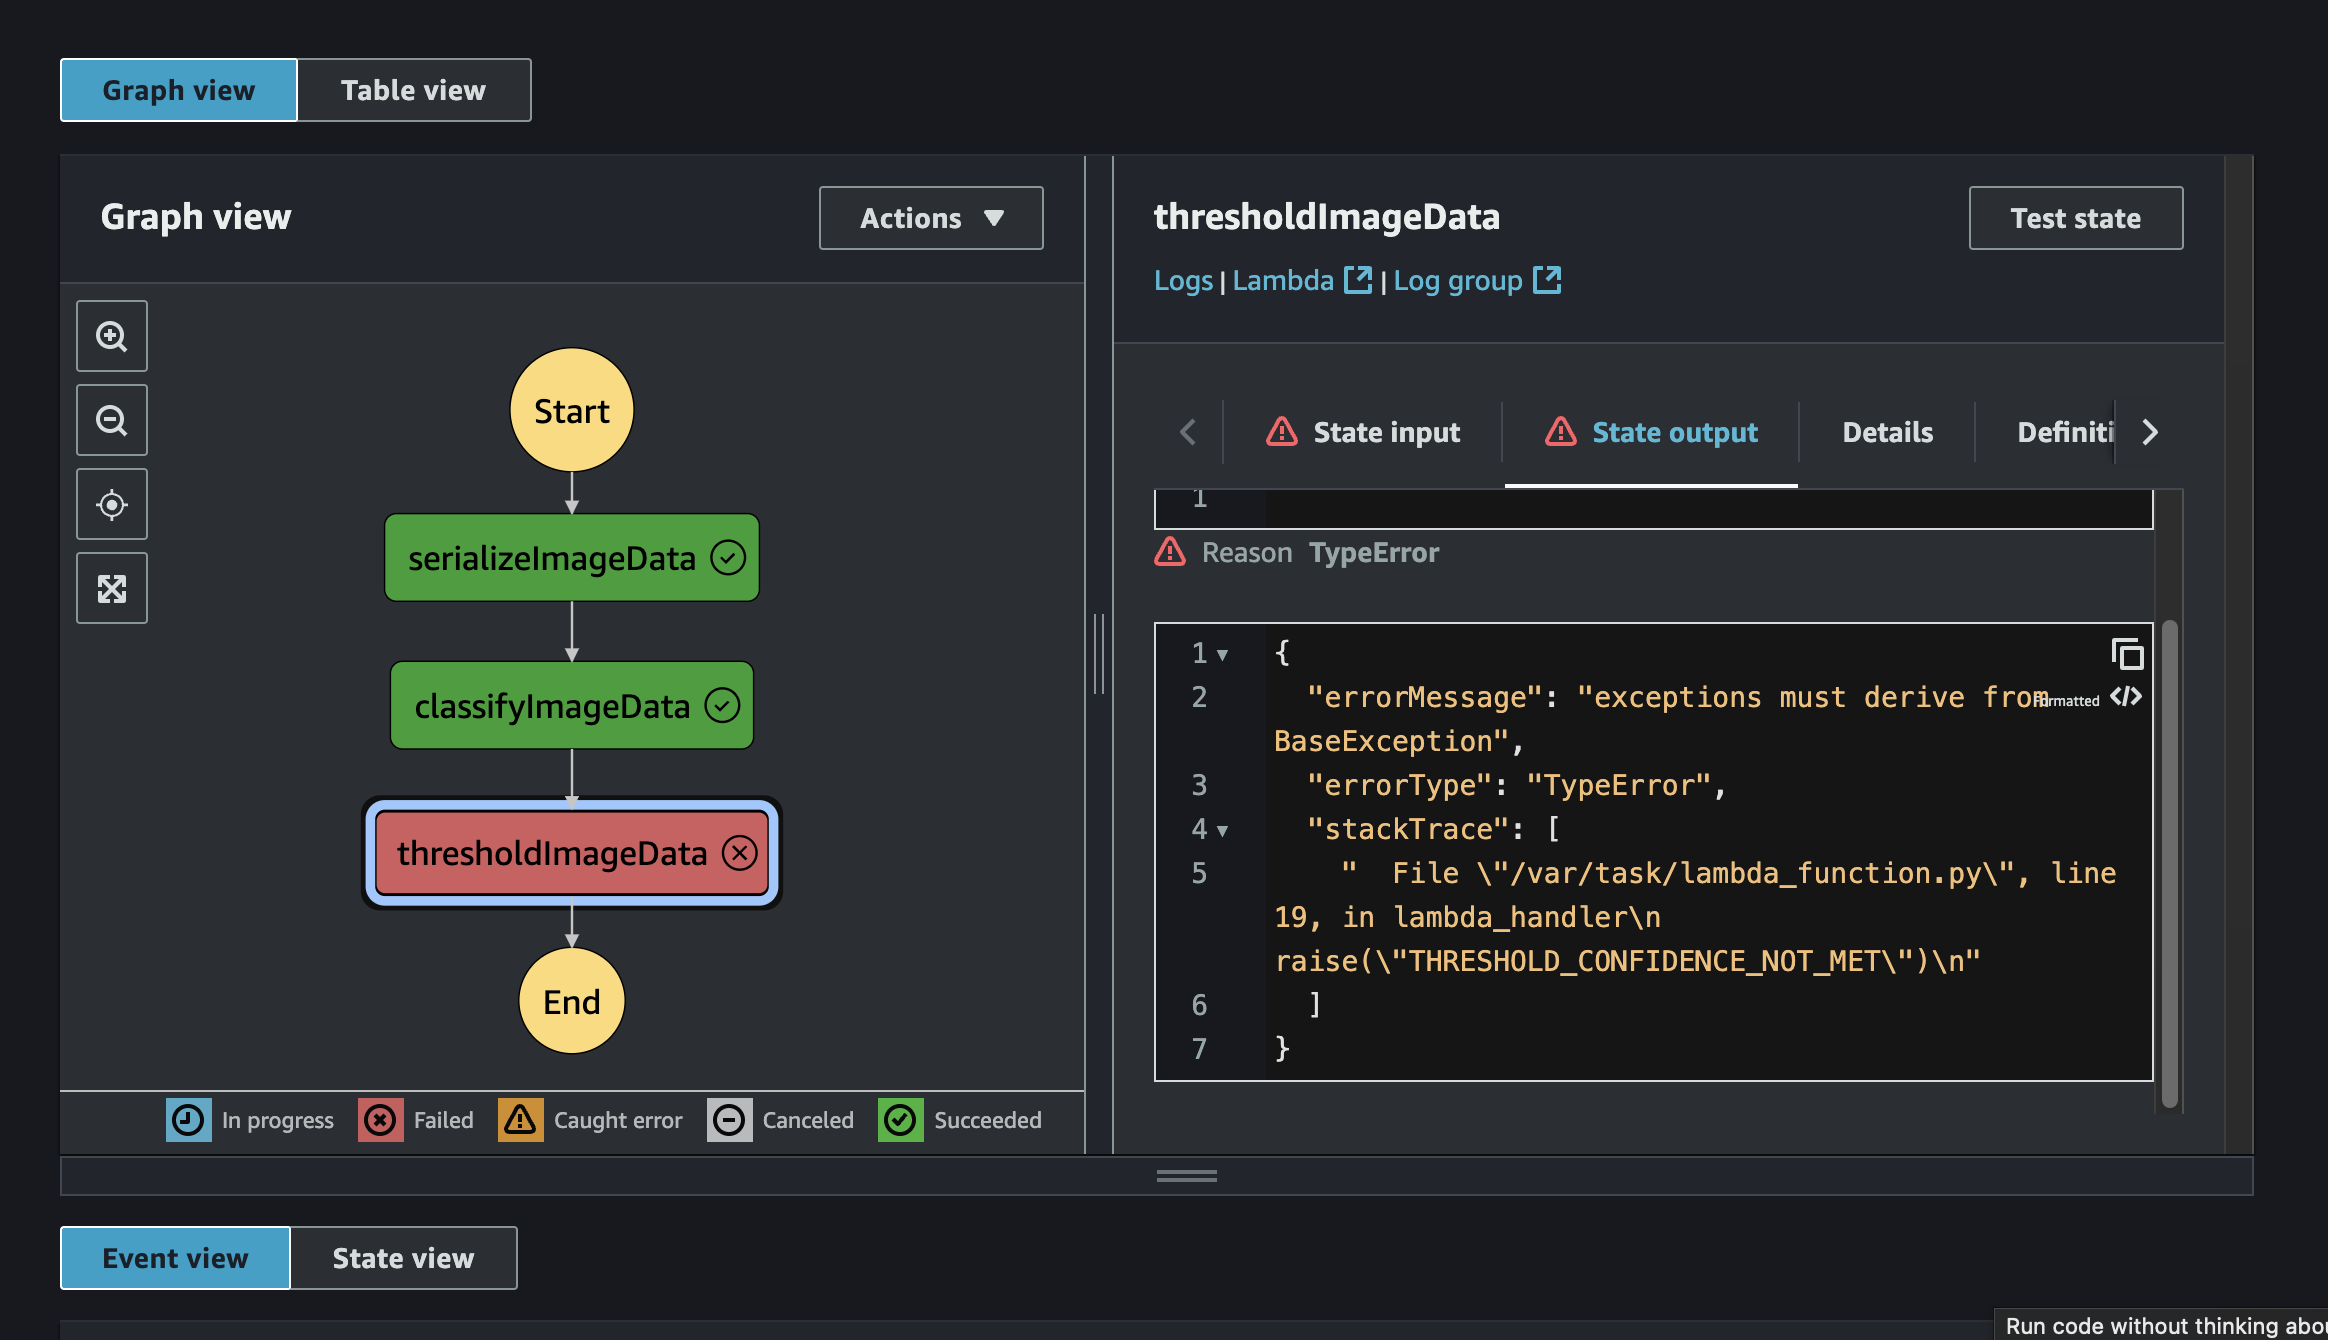 Graph view
Table view
Graph view
Actions
Start
serializeImageData
classifyImageData
thresholdImageData
End
In progress
Failed
Caught error
Canceled
Succeeded
thresholdImageData
Test state
Logs | Lambda | Log group
State input
State output
Details
Definiti
1
Reason TypeError
1 {
2 "errorMessage": "exceptions must derive from
BaseException",
formatted
3 "errorType": "TypeError",
4 "stackTrace": [
5 "  File \"/var/task/lambda_function.py\", line
19, in lambda_handler\n
raise(\"THRESHOLD_CONFIDENCE_NOT_MET\")\n"
6 ]
7 }
Event view
State view
Run code without thinking abou